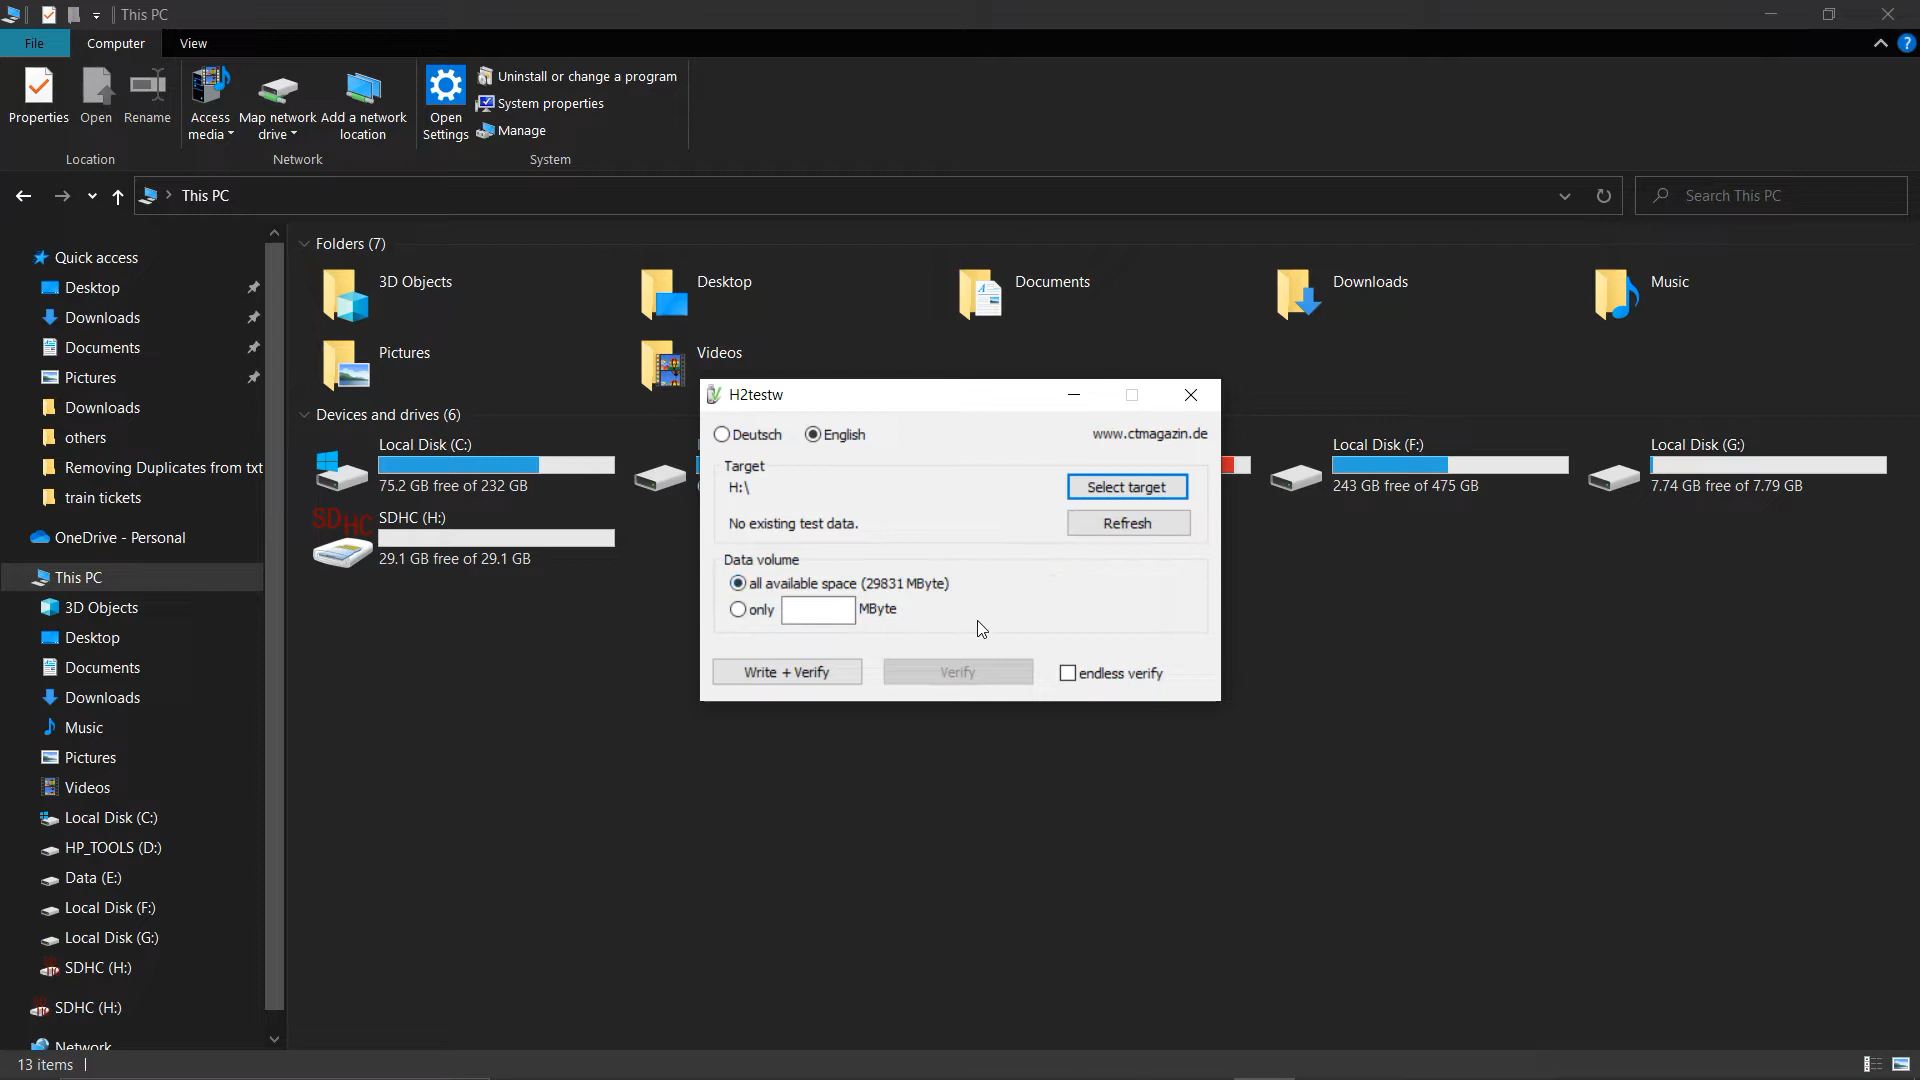 This PC
File
Computer
View
Properties
Open
Rename
Access media
Map network drive
Add a network location
Open Settings
Uninstall or change a program
System properties
Manage
Location
Network
System
This PC
Search This PC
Quick access
Desktop
Downloads
Documents
Pictures
Downloads
others
Removing Duplicates from txt
train tickets
OneDrive - Personal
This PC
3D Objects
Desktop
Documents
Downloads
Music
Pictures
Videos
Local Disk (C:)
HP_TOOLS (D:)
Data (E:)
Local Disk (F:)
Local Disk (G:)
SDHC (H:)
SDHC (H:)
Network
Folders (7)
3D Objects
Desktop
Documents
Downloads
Music
Pictures
Videos
Devices and drives (6)
Local Disk (C:)
75.2 GB free of 232 GB
Local Disk (F:)
243 GB free of 475 GB
Local Disk (G:)
7.74 GB free of 7.79 GB
SDHC
SDHC (H:)
29.1 GB free of 29.1 GB
H2testw
Deutsch
English
www.ctmagazin.de
Target
H:\
Select target
No existing test data.
Refresh
Data volume
all available space (29831 MByte)
only
MByte
Write + Verify
Verify
endless verify
13 items